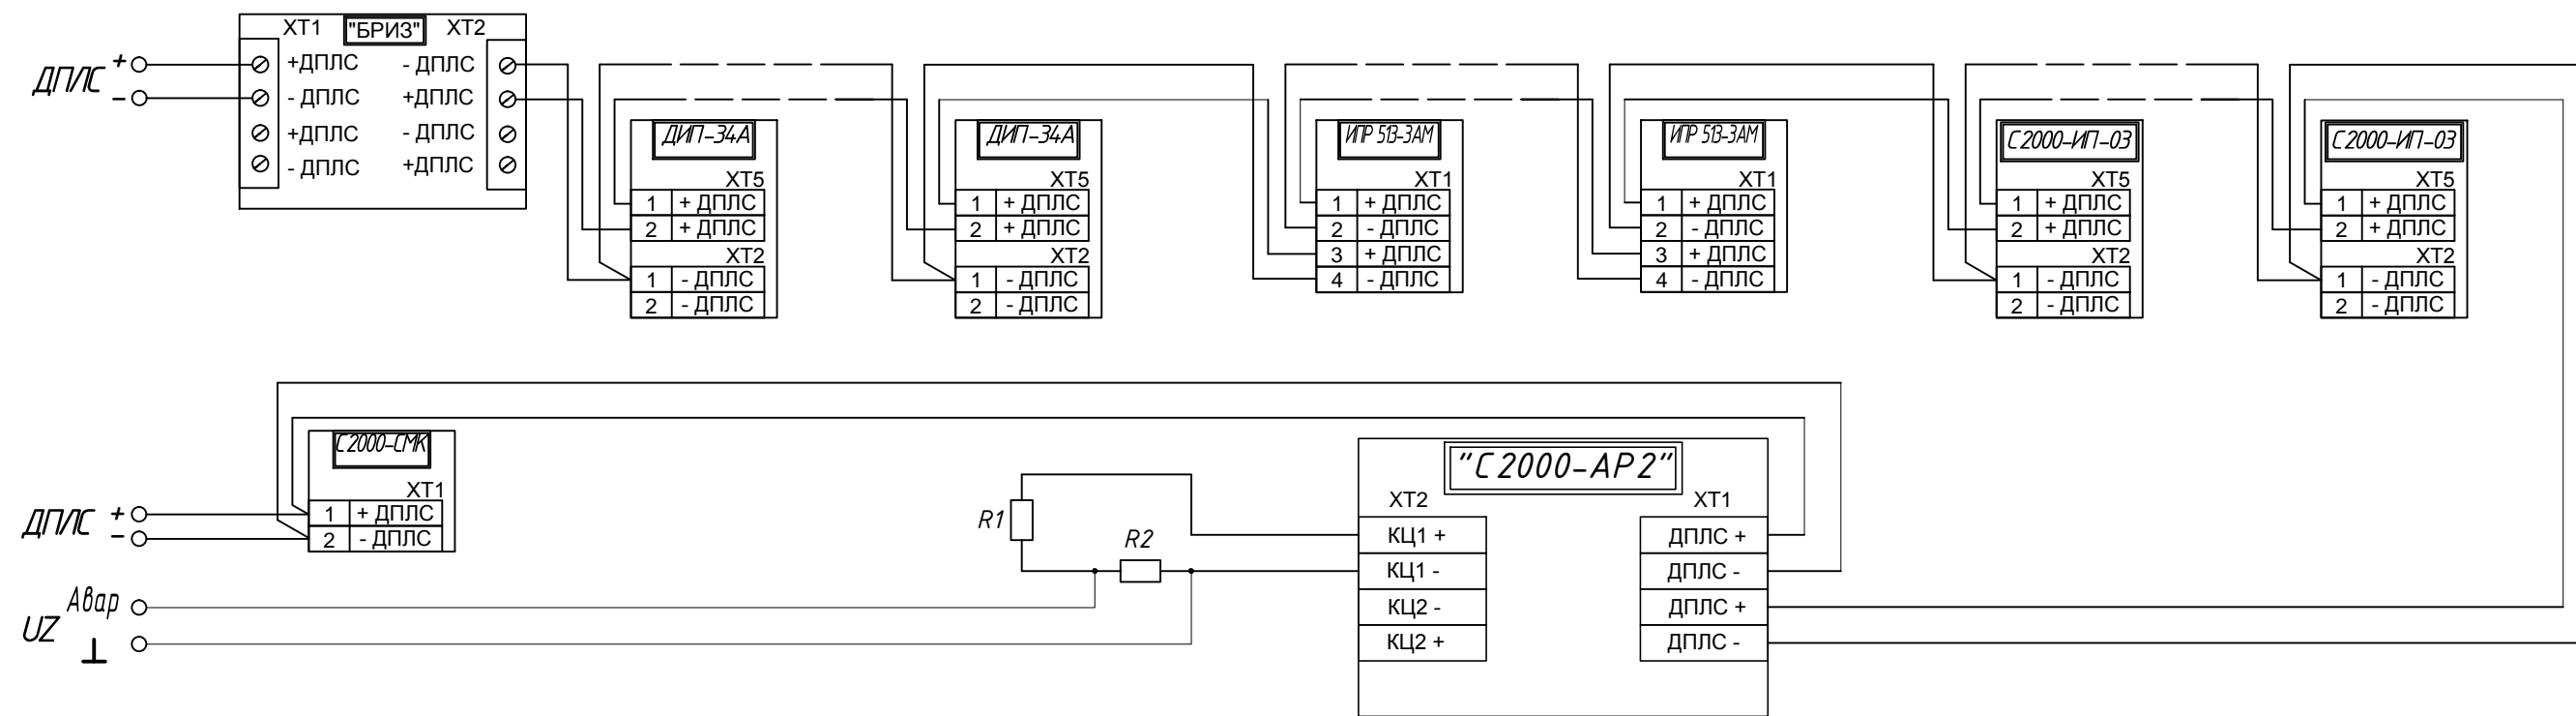 ХТ1 "БРИЗ" ХТ2
ДПЛС + +ДПЛС - ДПЛС
- - ДПЛС +ДПЛС
+ДПЛС - ДПЛС
- ДПЛС +ДПЛС
ДИП-34А
ХТ5
1 + ДПЛС
2 + ДПЛС
ХТ2
1 - ДПЛС
2 - ДПЛС
ДИП-34А
ХТ5
1 + ДПЛС
2 + ДПЛС
ХТ2
1 - ДПЛС
2 - ДПЛС
ИПР 513-3АМ
ХТ1
1 + ДПЛС
2 - ДПЛС
3 + ДПЛС
4 - ДПЛС
ИПР 513-3АМ
ХТ1
1 + ДПЛС
2 - ДПЛС
3 + ДПЛС
4 - ДПЛС
С2000-ИП-03
ХТ5
1 + ДПЛС
2 + ДПЛС
ХТ2
1 - ДПЛС
2 - ДПЛС
С2000-ИП-03
ХТ5
1 + ДПЛС
2 + ДПЛС
ХТ2
1 - ДПЛС
2 - ДПЛС
С2000-СМК
ХТ1
ДПЛС + 1 + ДПЛС
- 2 - ДПЛС
UZ Авар
R1
R2
"С2000-АР2"
ХТ2 ХТ1
КЦ1 + ДПЛС +
КЦ1 - ДПЛС -
КЦ2 - ДПЛС +
КЦ2 + ДПЛС -